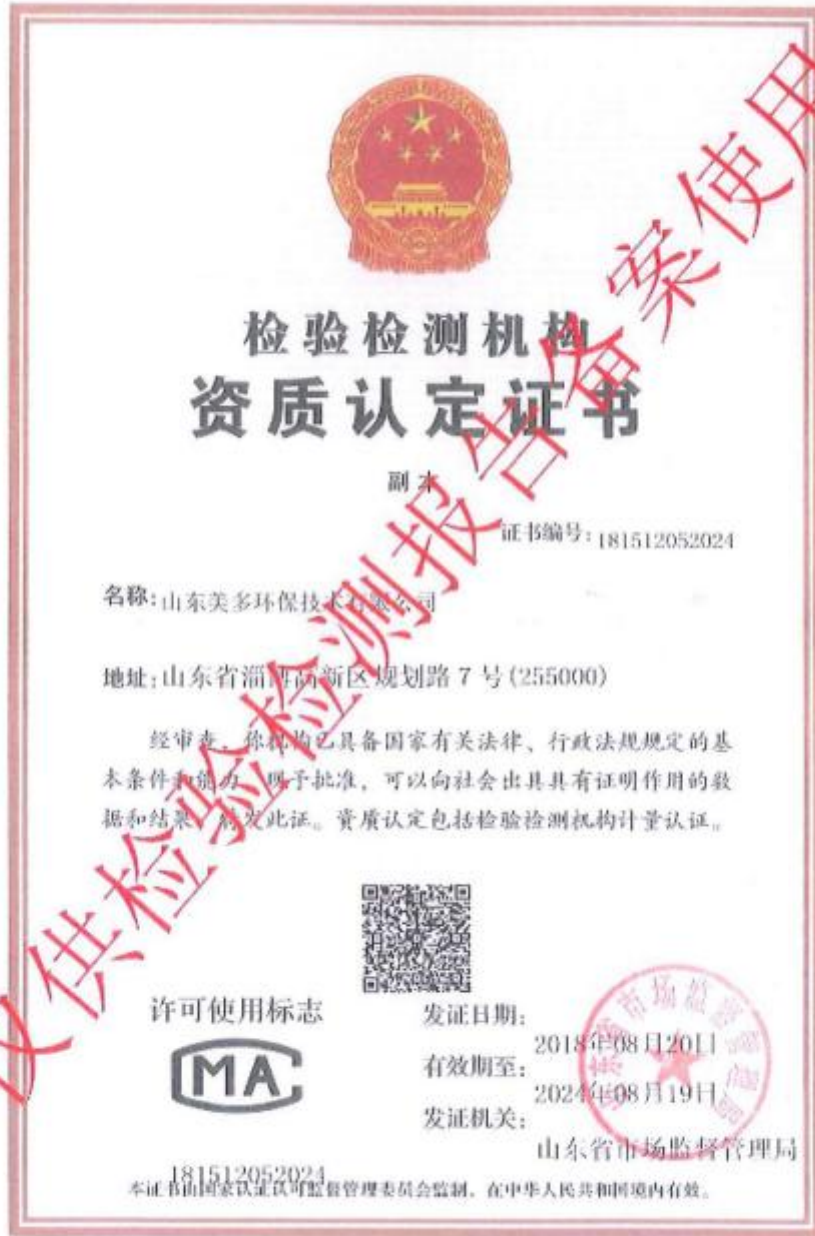 检验检测机构
资质认定证书
副本
证书编号：181512052024
名称：山东美多环保技术有限公司
地址：山东省淄博高新区规划路7号(255000)
经审查，你机构已具备国家有关法律、行政法规规定的基
本条件和能力，现予批准，可以向社会出具具有证明作用的数
据和结果，特发此证。资质认定包括检验检测机构计量认证。
许可使用标志
MA
181512052024
发证日期：
2018年08月20日
有效期至：
2024年08月19日
发证机关：
山东省市场监督管理局
本证书由国家认证认可监督管理委员会监制，在中华人民共和国境内有效。
仅供检验检测报告备案使用
山东省市场监督管理局